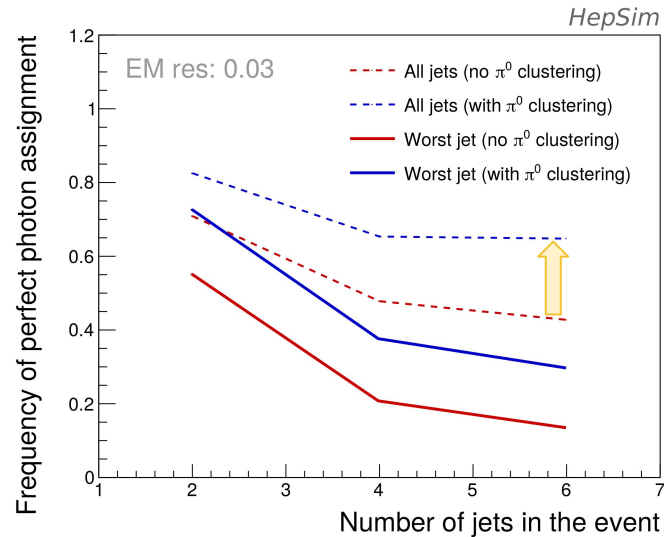 HepSim
EM res: 0.03
All jets (no π⁰ clustering)
All jets (with π⁰ clustering)
Worst jet (no π⁰ clustering)
Worst jet (with π⁰ clustering)
Frequency of perfect photon assignment
1.2
1
0.8
0.6
0.4
0.2
0
1 2 3 4 5 6 7
Number of jets in the event